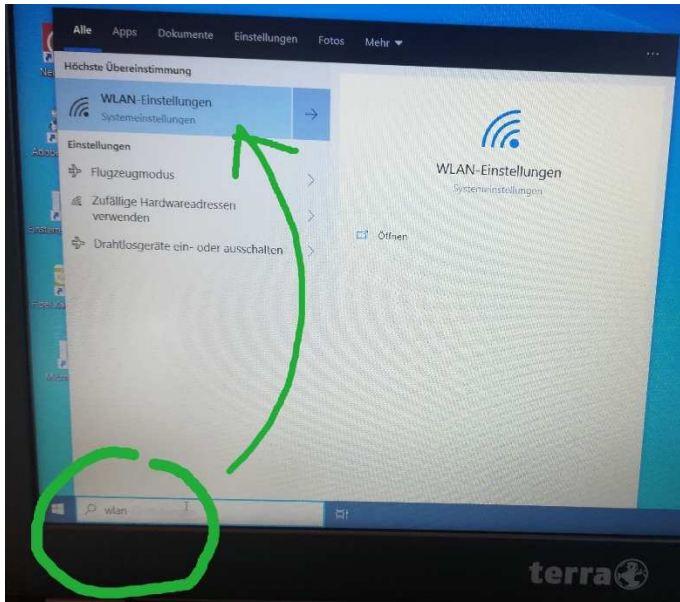 Alle Apps Dokumente Einstellungen Fotos Mehr
Höchste Übereinstimmung
WLAN-Einstellungen
Systemeinstellungen
Einstellungen
Flugzeugmodus
Zufällige Hardwareadressen
verwenden
Drahtlosgeräte ein- oder ausschalten
WLAN-Einstellungen
Systemeinstellungen
Öffnen
wlan
terra